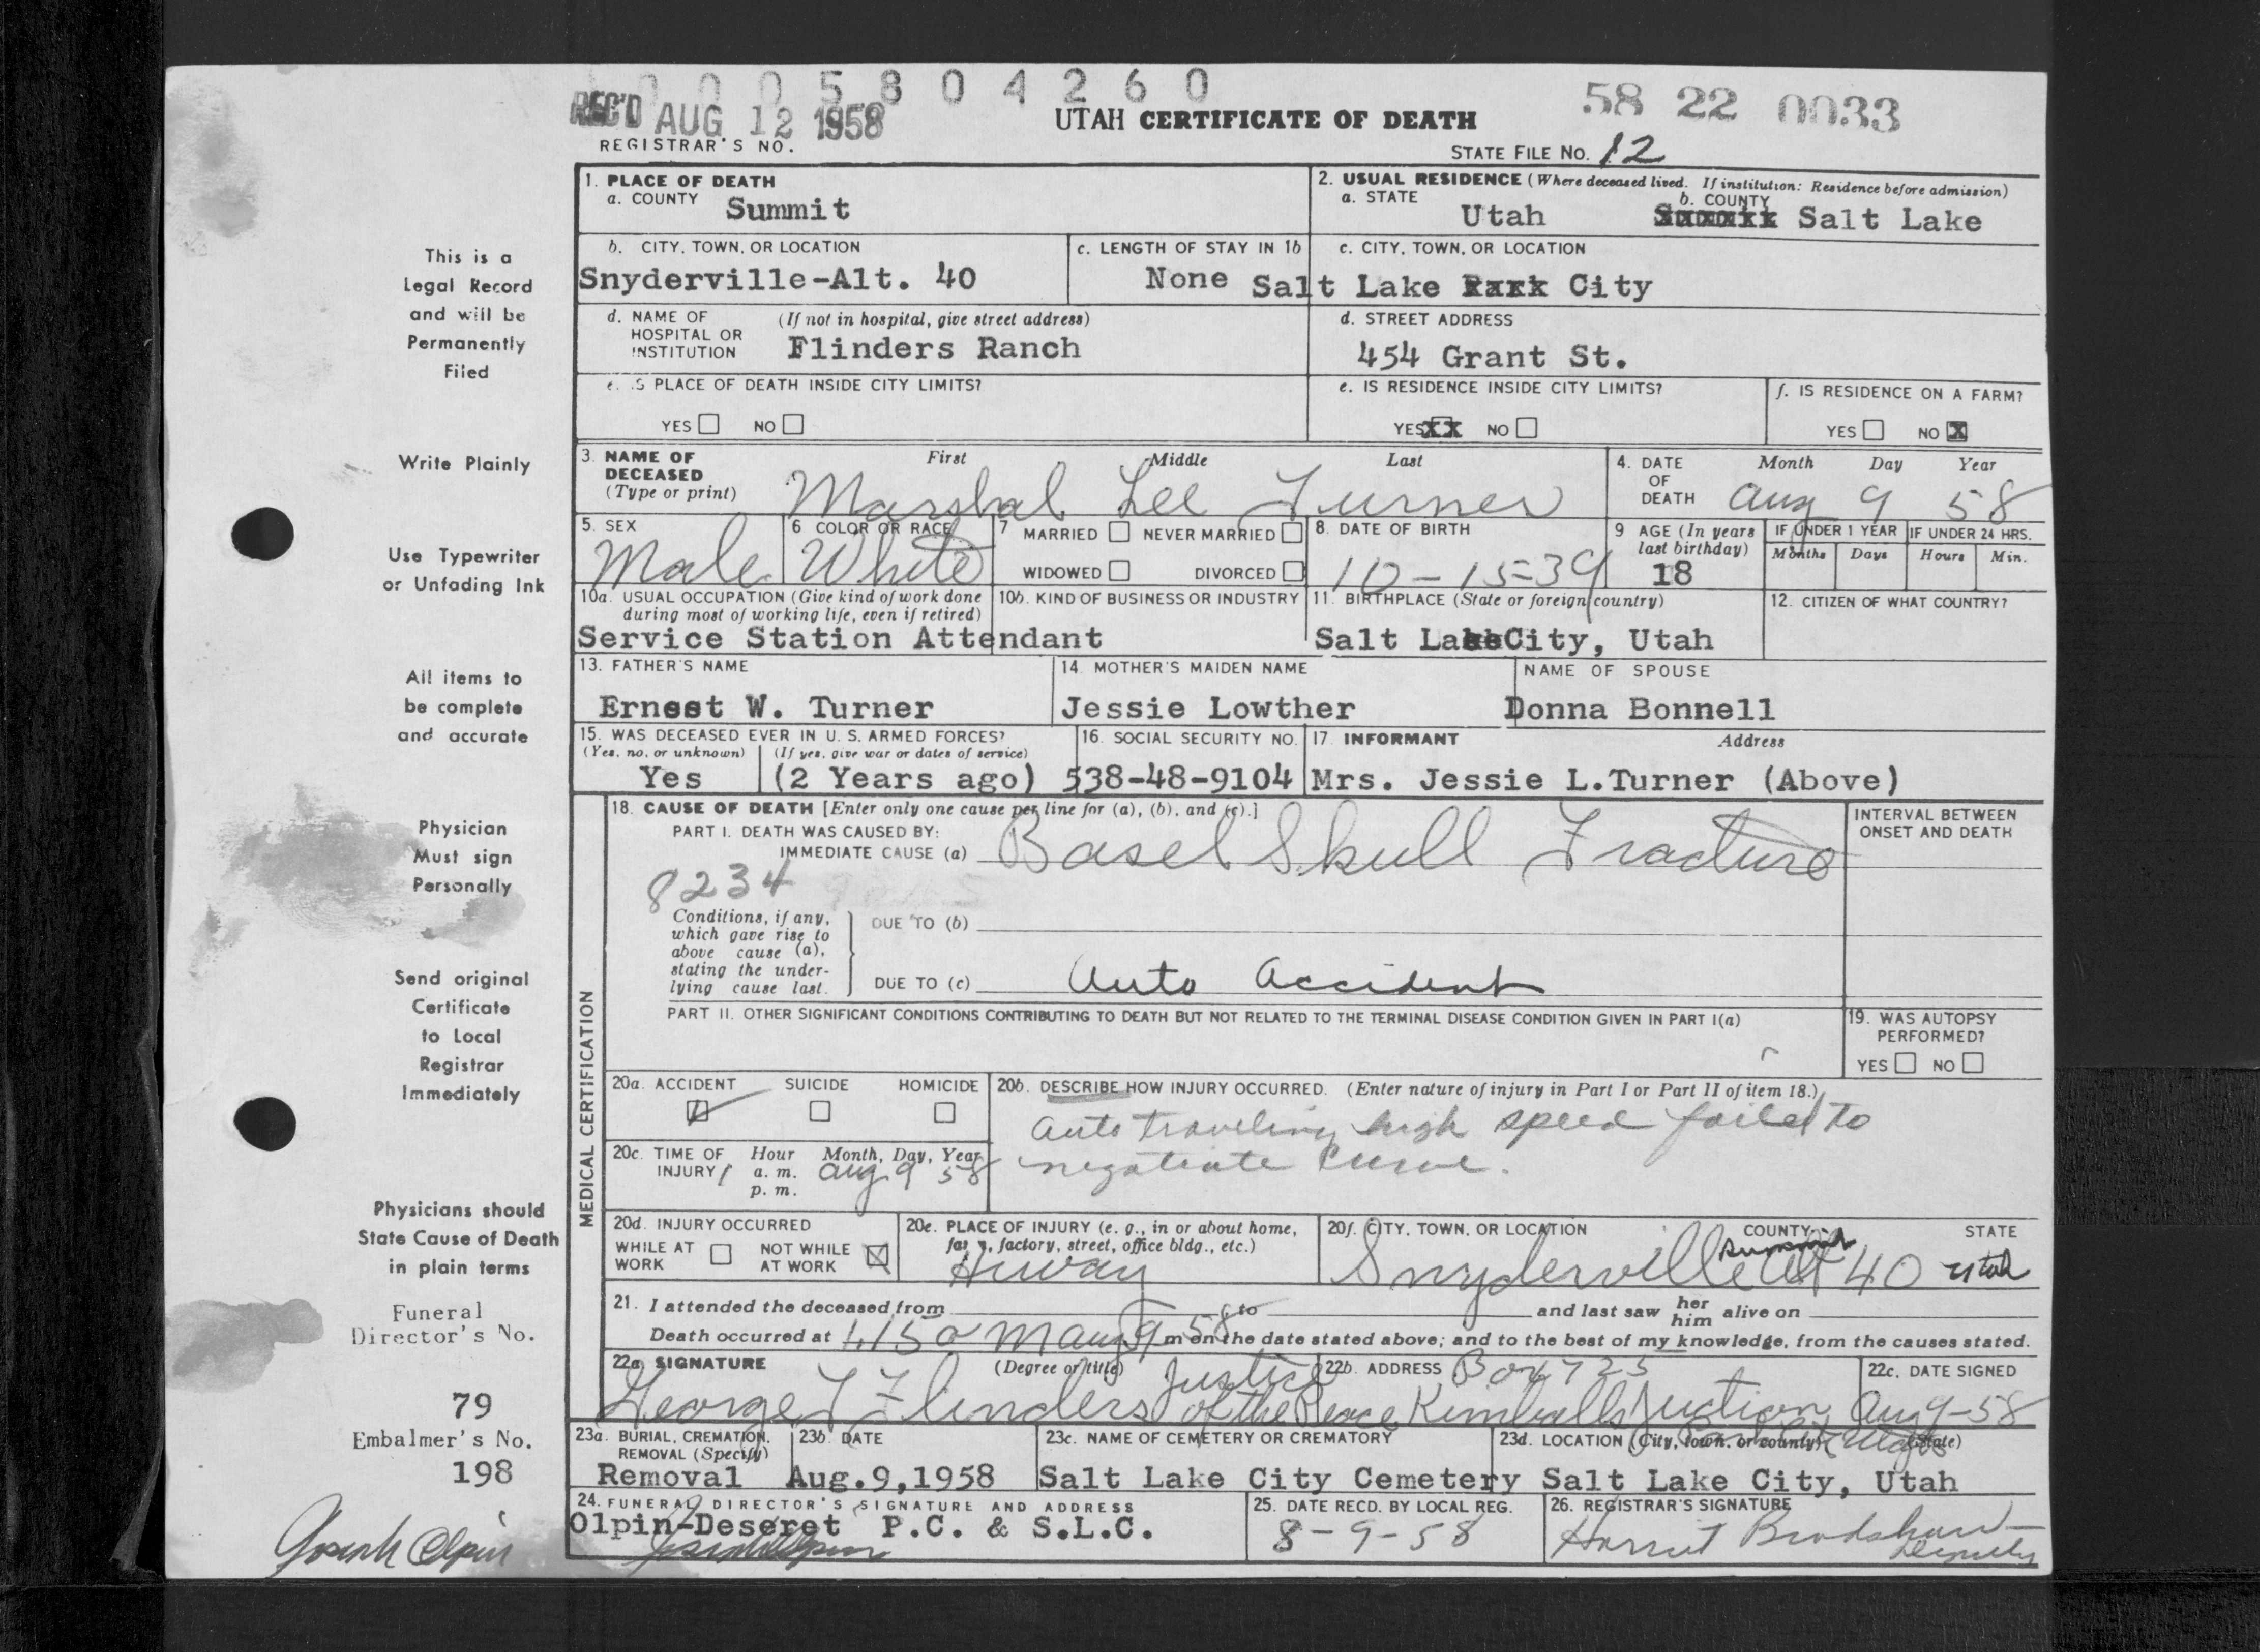 0 0 0 5 8 0 4 2 6 0
REC'D AUG 12 1958
58 22 0033
UTAH CERTIFICATE OF DEATH
REGISTRAR'S NO.
STATE FILE NO. 12
1. PLACE OF DEATH
a. COUNTY Summit
2. USUAL RESIDENCE (Where deceased lived. If institution: Residence before admission)
a. STATE Utah b. COUNTY Summit Salt Lake
b. CITY, TOWN, OR LOCATION
Snyderville-Alt. 40
c. LENGTH OF STAY IN 1b
None
c. CITY, TOWN, OR LOCATION
Salt Lake Park City
d. NAME OF HOSPITAL OR INSTITUTION (If not in hospital, give street address)
Flinders Ranch
d. STREET ADDRESS
454 Grant St.
e. IS PLACE OF DEATH INSIDE CITY LIMITS?
YES NO
e. IS RESIDENCE INSIDE CITY LIMITS?
YES XX NO
f. IS RESIDENCE ON A FARM?
YES NO X
3. NAME OF DECEASED (Type or print)
First Middle Last
Marshal Lee Turner
4. DATE OF DEATH Month Day Year
Aug 9 58
5. SEX
Male
6 COLOR OR RACE
White
7 MARRIED NEVER MARRIED
WIDOWED DIVORCED
8. DATE OF BIRTH
10-15-39
9 AGE (In years last birthday)
18
IF UNDER 1 YEAR
Months Days
IF UNDER 24 HRS.
Hours Min.
10a. USUAL OCCUPATION (Give kind of work done during most of working life, even if retired)
Service Station Attendant
10b. KIND OF BUSINESS OR INDUSTRY
11. BIRTHPLACE (State or foreign country)
Salt Lake City, Utah
12. CITIZEN OF WHAT COUNTRY?
13. FATHER'S NAME
Ernest W. Turner
14. MOTHER'S MAIDEN NAME
Jessie Lowther
NAME OF SPOUSE
Donna Bonnell
15. WAS DECEASED EVER IN U. S. ARMED FORCES?
(Yes, no, or unknown) (If yes, give war or dates of service)
Yes (2 Years ago)
16. SOCIAL SECURITY NO.
538-48-9104
17. INFORMANT Address
Mrs. Jessie L.Turner (Above)
MEDICAL CERTIFICATION
18. CAUSE OF DEATH [Enter only one cause per line for (a), (b), and (c).]
PART I. DEATH WAS CAUSED BY:
IMMEDIATE CAUSE (a) Basel Skull Fracture
INTERVAL BETWEEN ONSET AND DEATH
8234
Conditions, if any, which gave rise to above cause (a), stating the underlying cause last.
DUE TO (b)
DUE TO (c) Auto Accident
PART II. OTHER SIGNIFICANT CONDITIONS CONTRIBUTING TO DEATH BUT NOT RELATED TO THE TERMINAL DISEASE CONDITION GIVEN IN PART I(a)
19. WAS AUTOPSY PERFORMED?
YES NO
20a. ACCIDENT SUICIDE HOMICIDE
20b. DESCRIBE HOW INJURY OCCURRED. (Enter nature of injury in Part I or Part II of item 18.)
Auto traveling high speed failed to
negotiate curve.
20c. TIME OF INJURY Hour Month, Day, Year
1 a. m. Aug 9 58
p. m.
20d. INJURY OCCURRED
WHILE AT WORK NOT WHILE AT WORK
20e. PLACE OF INJURY (e. g., in or about home, farm, factory, street, office bldg., etc.)
Hiway
20f. CITY, TOWN, OR LOCATION COUNTY STATE
Snyderville Alt 40 Summit Utah
21. I attended the deceased from to and last saw her him alive on
Death occurred at 1:15 a m Aug 9 58 m on the date stated above; and to the best of my knowledge, from the causes stated.
22a. SIGNATURE (Degree or title)
George Flinders Justice of the Peace
22b. ADDRESS Box 725
Kimballs Juction
Park City Utah
22c. DATE SIGNED
Aug 9-58
23a. BURIAL, CREMATION, REMOVAL (Specify)
Removal
23b. DATE
Aug.9,1958
23c. NAME OF CEMETERY OR CREMATORY
Salt Lake City Cemetery
23d. LOCATION (City, town, or county) (State)
Salt Lake City, Utah
24. FUNERAL DIRECTOR'S SIGNATURE AND ADDRESS
Olpin-Deseret P.C. & S.L.C.
Joseph Olpin
25. DATE RECD. BY LOCAL REG.
8-9-58
26. REGISTRAR'S SIGNATURE
Harriet Bradshaw
Deputy
This is a
Legal Record
and will be
Permanently
Filed
Write Plainly
Use Typewriter
or Unfading Ink
All items to
be complete
and accurate
Physician
Must sign
Personally
Send original
Certificate
to Local
Registrar
Immediately
Physicians should
State Cause of Death
in plain terms
Funeral
Director's No.
79
Embalmer's No.
198
Joseph Olpin